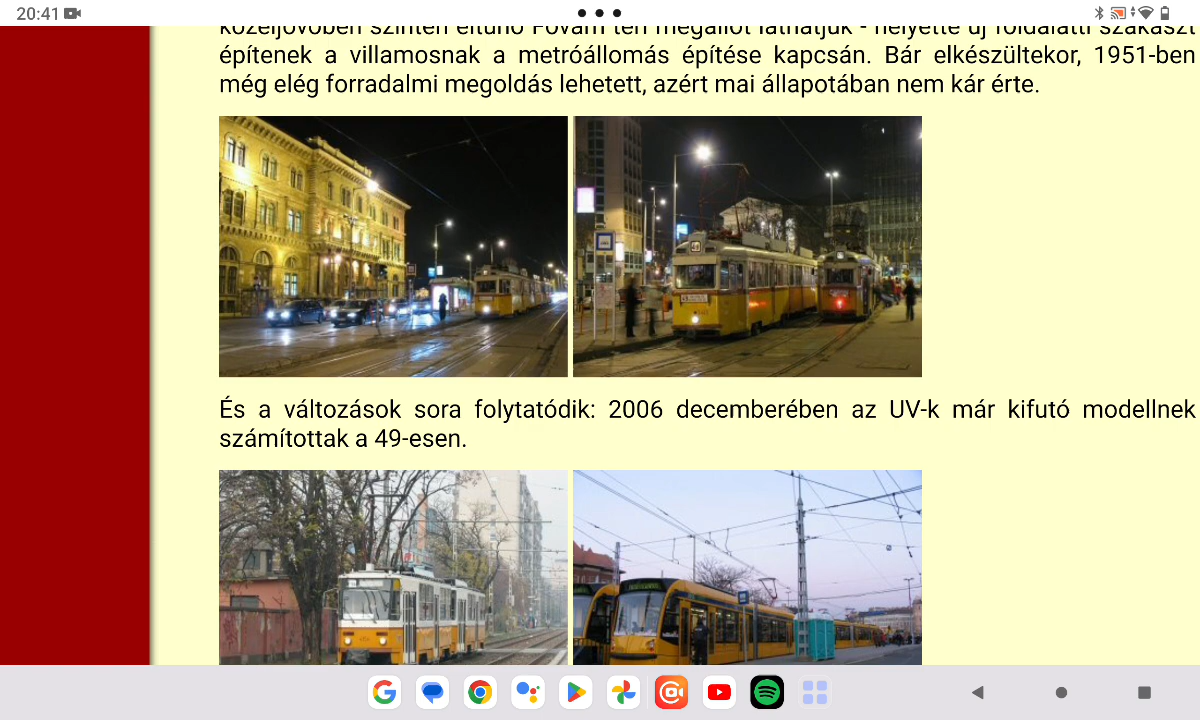 20:41
közeljövőben szintén eltűnő Fővám téri megállót láthatjuk - helyette új földalatti szakaszt
építenek a villamosnak a metróállomás építése kapcsán. Bár elkészültekor, 1951-ben
még elég forradalmi megoldás lehetett, azért mai állapotában nem kár érte.
49
És a változások sora folytatódik: 2006 decemberében az UV-k már kifutó modellnek
számítottak a 49-esen.